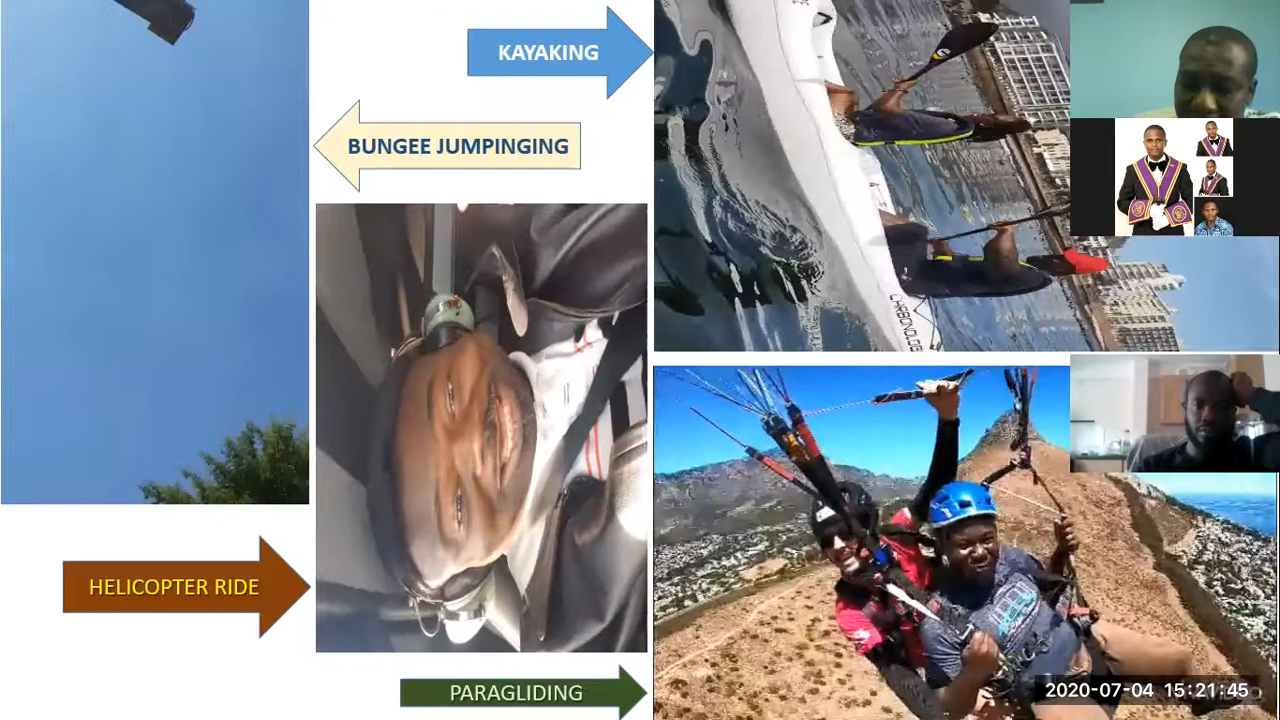 KAYAKING
BUNGEE JUMPINGING
HELICOPTER RIDE
PARAGLIDING
2020-07-04 15:21:45